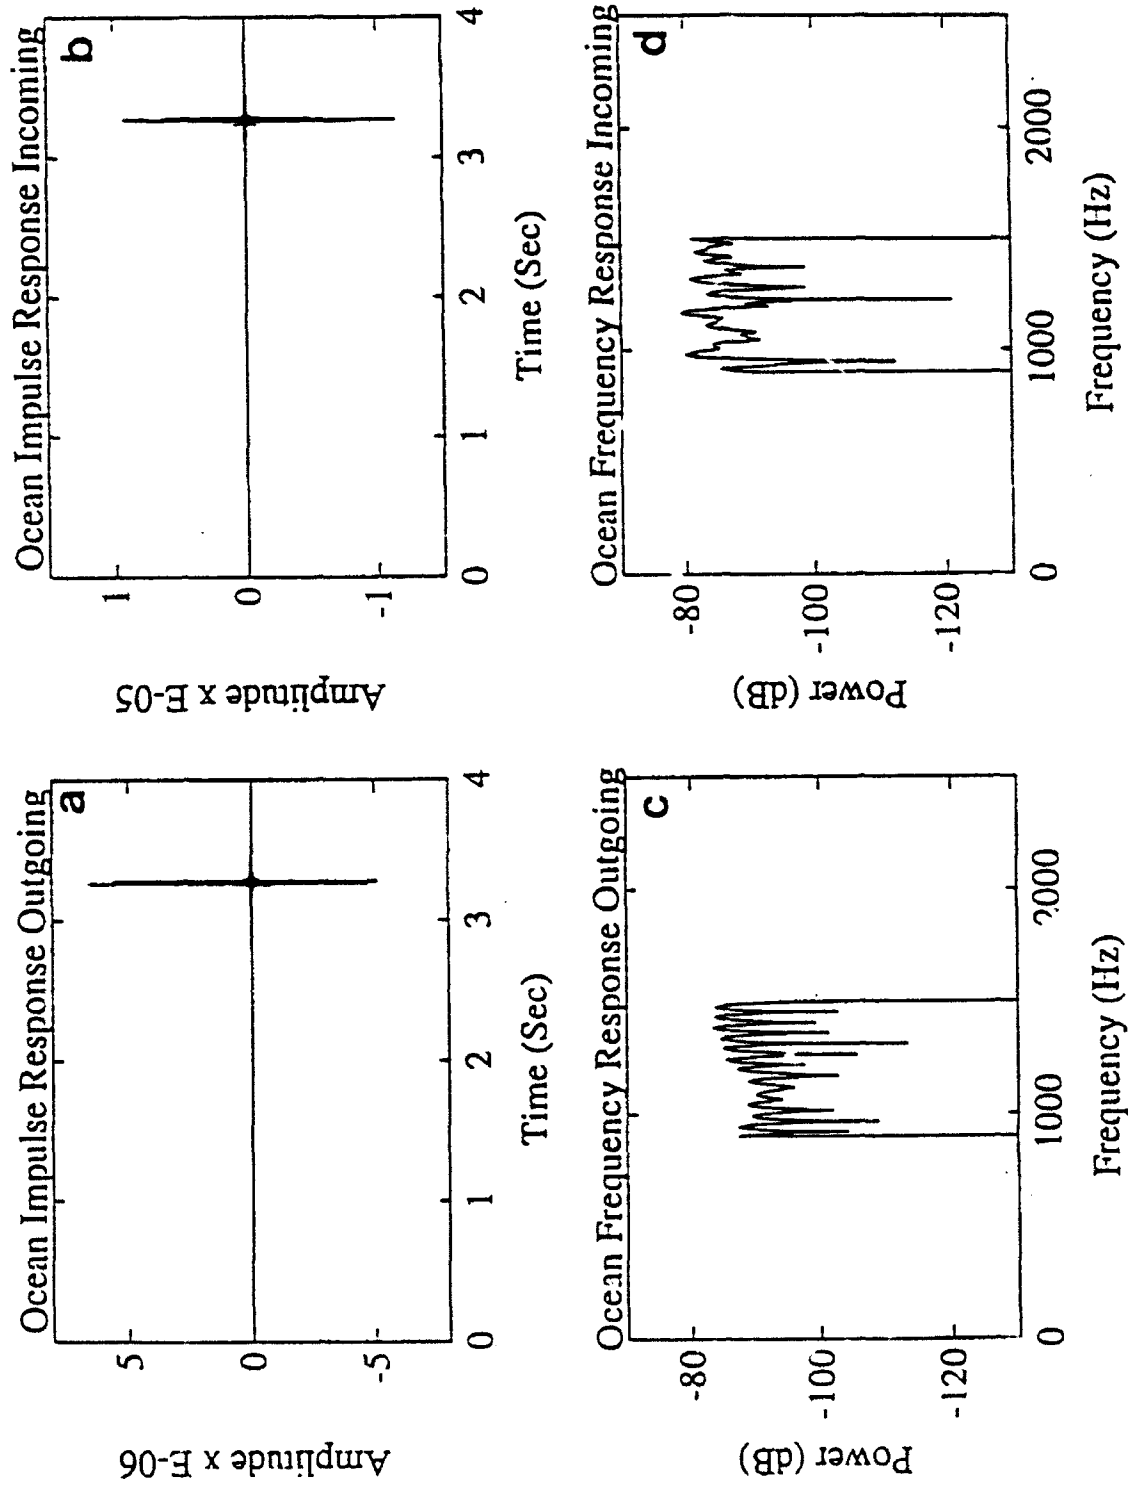 Ocean Impulse Response Outgoing
a
5
0
-5
Amplitude x E-06
0
1
2
3
4
Time (Sec)
Ocean Impulse Response Incoming
b
1
0
-1
Amplitude x E-05
0
1
2
3
4
Time (Sec)
Ocean Frequency Response Outgoing
c
-80
-100
-120
Power (dB)
0
1000
2000
Frequency (Hz)
Ocean Frequency Response Incoming
d
-80
-100
-120
Power (dB)
0
1000
2000
Frequency (Hz)